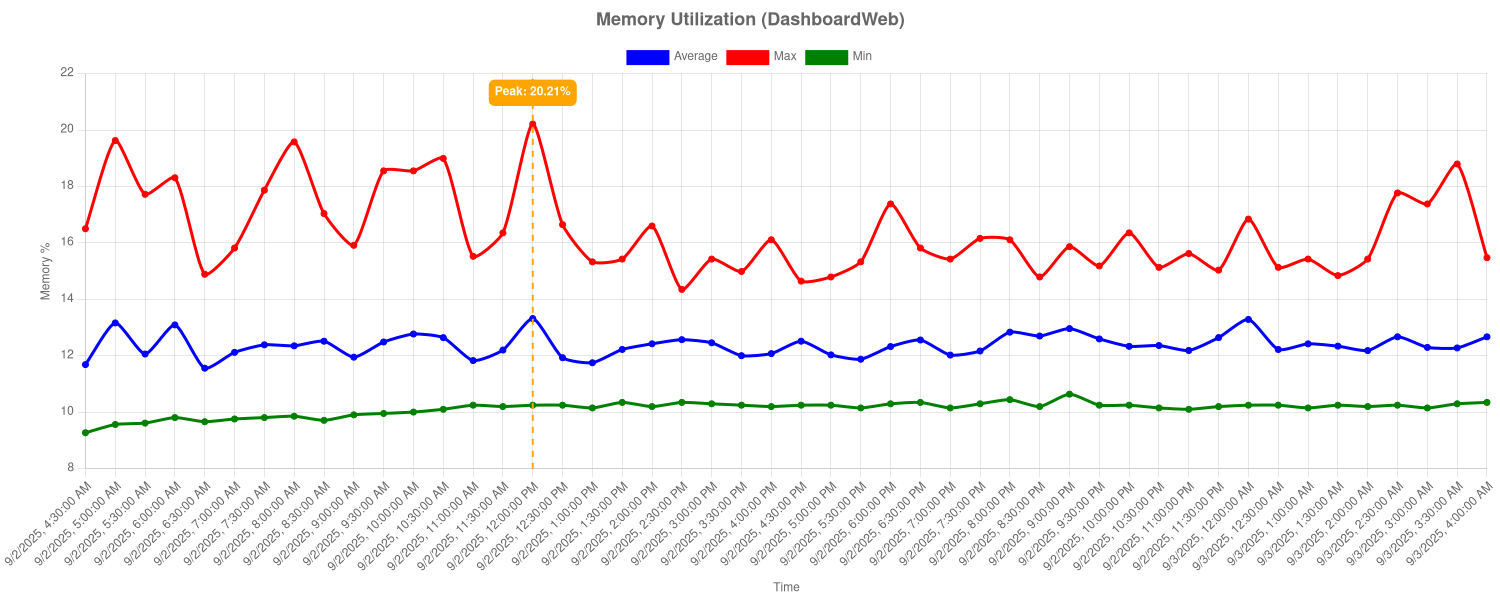 Memory Utilization (DashboardWeb)
Average Max Min
Peak: 20.21%
22
20
18
16
14
12
10
8
Memory %
9/2/2025, 4:30:00 AM
9/2/2025, 5:00:00 AM
9/2/2025, 5:30:00 AM
9/2/2025, 6:00:00 AM
9/2/2025, 6:30:00 AM
9/2/2025, 7:00:00 AM
9/2/2025, 7:30:00 AM
9/2/2025, 8:00:00 AM
9/2/2025, 8:30:00 AM
9/2/2025, 9:00:00 AM
9/2/2025, 9:30:00 AM
9/2/2025, 10:00:00 AM
9/2/2025, 10:30:00 AM
9/2/2025, 11:00:00 AM
9/2/2025, 11:30:00 AM
9/2/2025, 12:00:00 PM
9/2/2025, 12:30:00 PM
9/2/2025, 1:00:00 PM
9/2/2025, 1:30:00 PM
9/2/2025, 2:00:00 PM
9/2/2025, 2:30:00 PM
9/2/2025, 3:00:00 PM
9/2/2025, 3:30:00 PM
9/2/2025, 4:00:00 PM
9/2/2025, 4:30:00 PM
9/2/2025, 5:00:00 PM
9/2/2025, 5:30:00 PM
9/2/2025, 6:00:00 PM
9/2/2025, 6:30:00 PM
9/2/2025, 7:00:00 PM
9/2/2025, 7:30:00 PM
9/2/2025, 8:00:00 PM
9/2/2025, 8:30:00 PM
9/2/2025, 9:00:00 PM
9/2/2025, 9:30:00 PM
9/2/2025, 10:00:00 PM
9/2/2025, 10:30:00 PM
9/2/2025, 11:00:00 PM
9/2/2025, 11:30:00 PM
9/3/2025, 12:00:00 AM
9/3/2025, 12:30:00 AM
9/3/2025, 1:00:00 AM
9/3/2025, 1:30:00 AM
9/3/2025, 2:00:00 AM
9/3/2025, 2:30:00 AM
9/3/2025, 3:00:00 AM
9/3/2025, 3:30:00 AM
9/3/2025, 4:00:00 AM
Time